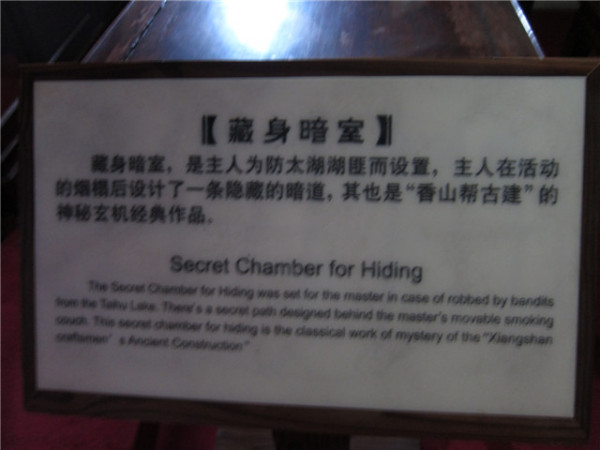 【藏身暗室】
藏身暗室，是主人为防太湖湖匪而设置，主人在活动
的烟榻后设计了一条隐藏的暗道，其也是“香山帮古建”的
神秘玄机经典作品。
Secret Chamber for Hiding
The Secret Chamber for Hiding was set for the master in case of robbed by bandits
from the Taihu Lake. There's a secret path designed behind the master's movable smoking
couch. This secret chamber for hiding is the classical work of mystery of the "Xiangshan
craftsmen’s Ancient Construction"